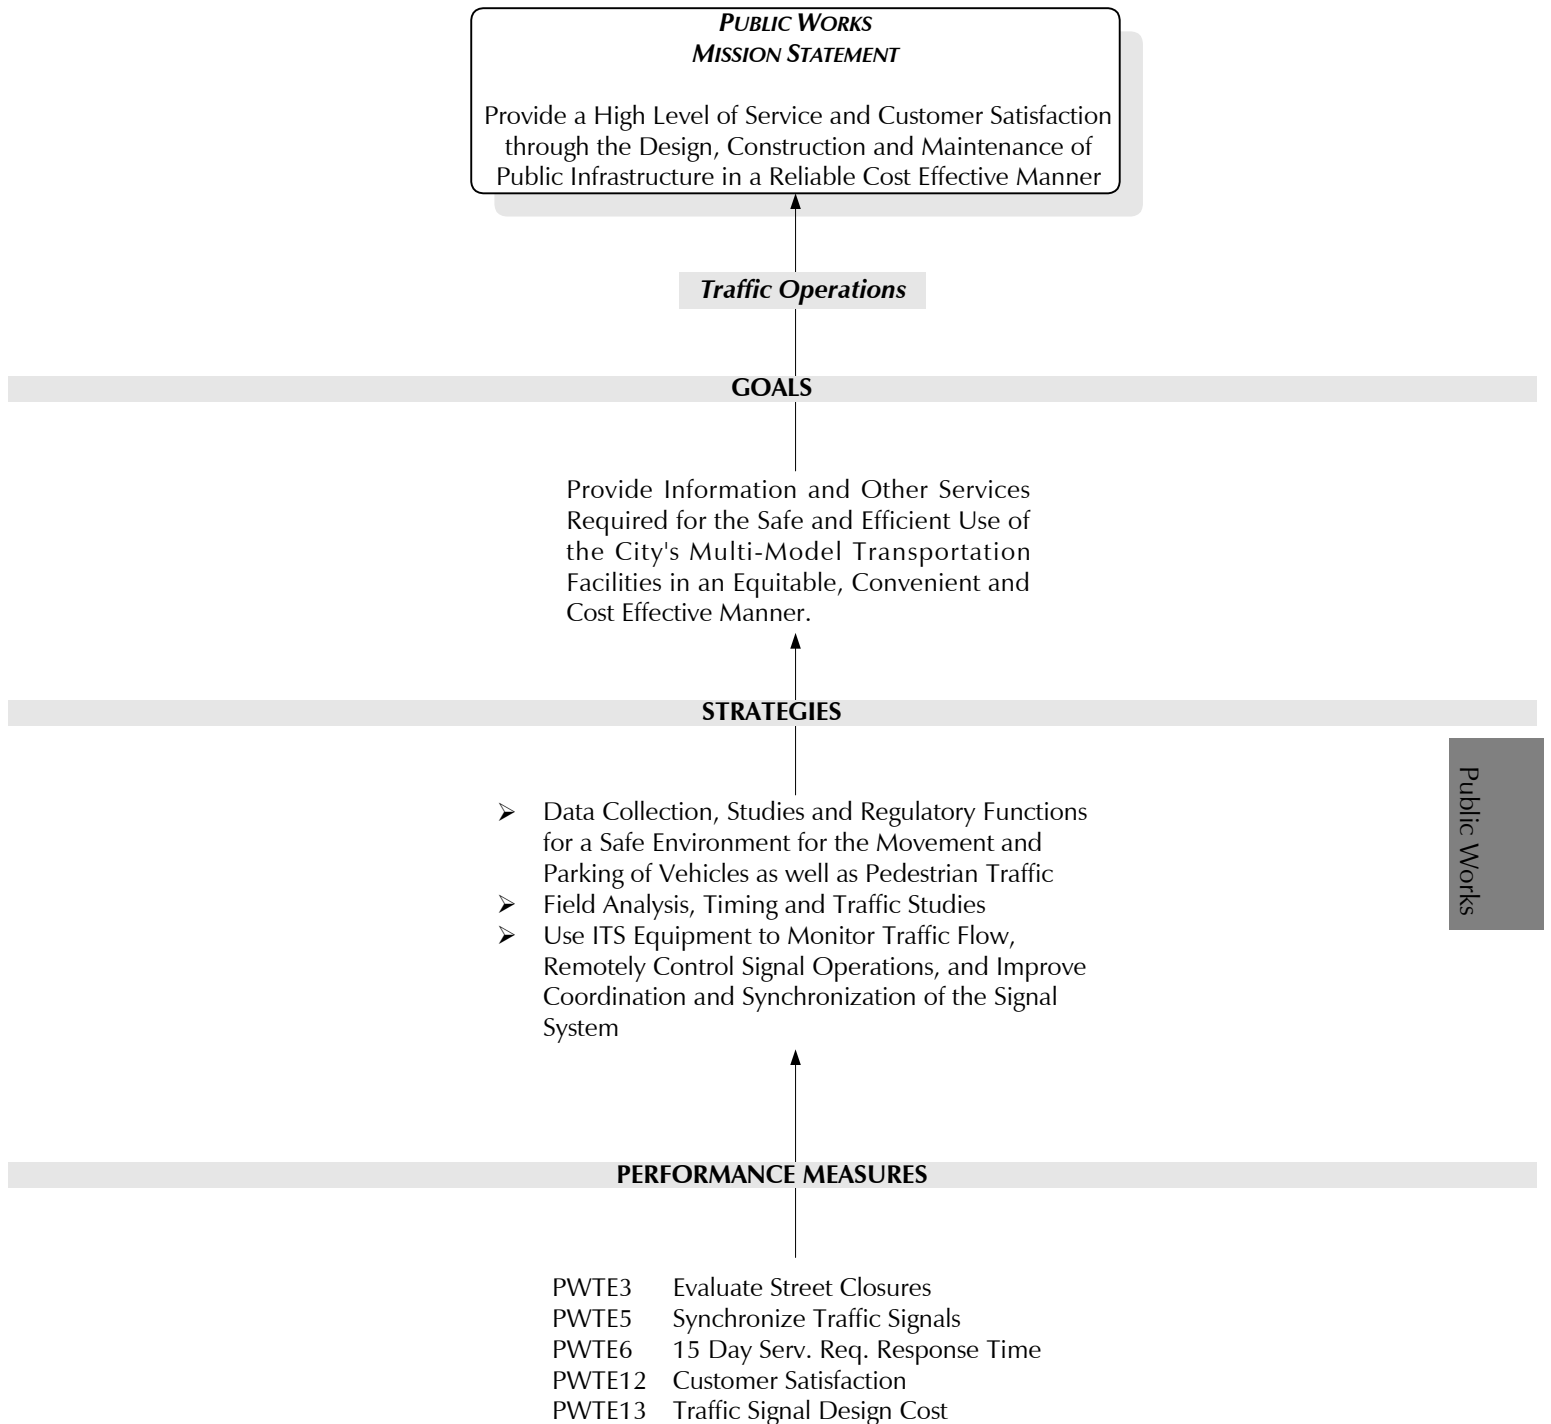 PUBLIC WORKS
MISSION STATEMENT
Provide a High Level of Service and Customer Satisfaction
through the Design, Construction and Maintenance of
Public Infrastructure in a Reliable Cost Effective Manner
Traffic Operations
GOALS
Provide Information and Other Services
Required for the Safe and Efficient Use of
the City's Multi-Model Transportation
Facilities in an Equitable, Convenient and
Cost Effective Manner.
STRATEGIES
➢ Data Collection, Studies and Regulatory Functions
for a Safe Environment for the Movement and
Parking of Vehicles as well as Pedestrian Traffic
➢ Field Analysis, Timing and Traffic Studies
➢ Use ITS Equipment to Monitor Traffic Flow,
Remotely Control Signal Operations, and Improve
Coordination and Synchronization of the Signal
System
Public Works
PERFORMANCE MEASURES
PWTE3 Evaluate Street Closures
PWTE5 Synchronize Traffic Signals
PWTE6 15 Day Serv. Req. Response Time
PWTE12 Customer Satisfaction
PWTE13 Traffic Signal Design Cost